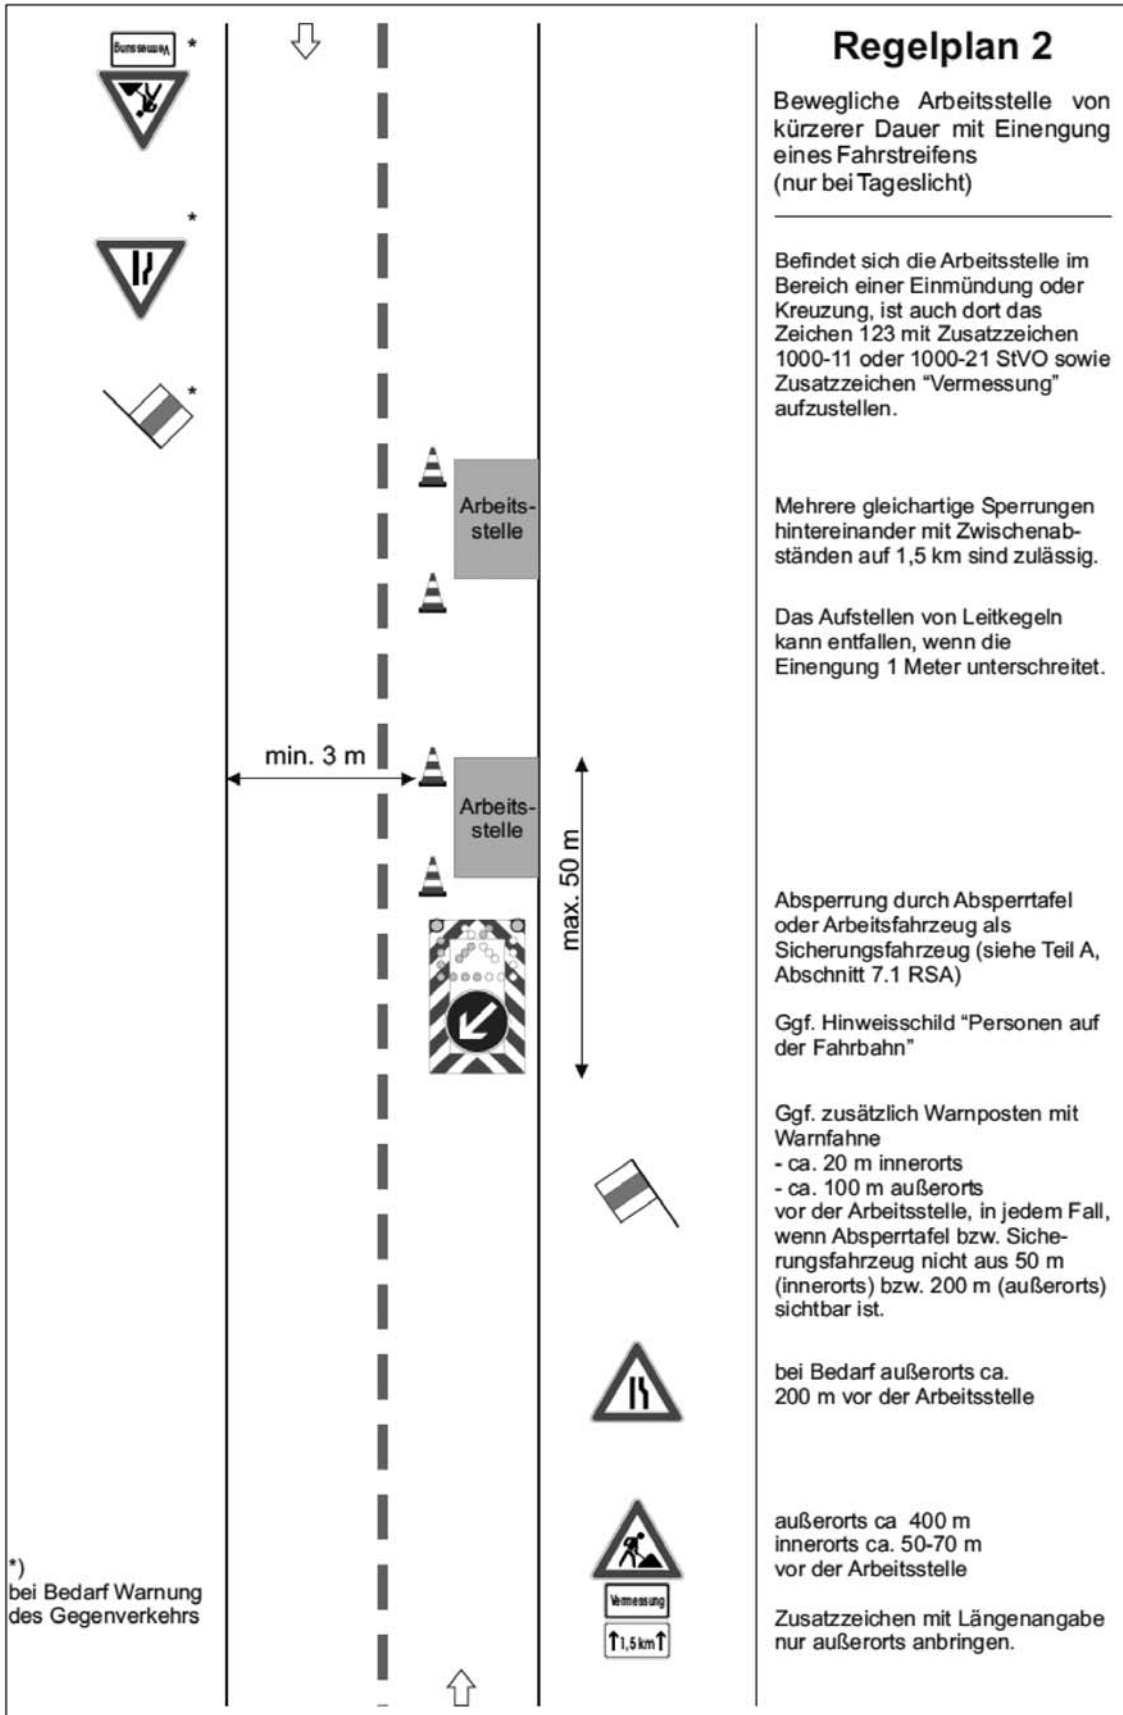 Regelplan 2
Bewegliche Arbeitsstelle von
kürzerer Dauer mit Einengung
eines Fahrstreifens
(nur bei Tageslicht)
Befindet sich die Arbeitsstelle im
Bereich einer Einmündung oder
Kreuzung, ist auch dort das
Zeichen 123 mit Zusatzzeichen
1000-11 oder 1000-21 StVO sowie
Zusatzzeichen “Vermessung”
aufzustellen.
Mehrere gleichartige Sperrungen
hintereinander mit Zwischenab-
ständen auf 1,5 km sind zulässig.
Das Aufstellen von Leitkegeln
kann entfallen, wenn die
Einengung 1 Meter unterschreitet.
Absperrung durch Absperrtafel
oder Arbeitsfahrzeug als
Sicherungsfahrzeug (siehe Teil A,
Abschnitt 7.1 RSA)
Ggf. Hinweisschild “Personen auf
der Fahrbahn”
Ggf. zusätzlich Warnposten mit
Warnfahne
- ca. 20 m innerorts
- ca. 100 m außerorts
vor der Arbeitsstelle, in jedem Fall,
wenn Absperrtafel bzw. Siche-
rungsfahrzeug nicht aus 50 m
(innerorts) bzw. 200 m (außerorts)
sichtbar ist.
bei Bedarf außerorts ca.
200 m vor der Arbeitsstelle
außerorts ca 400 m
innerorts ca. 50-70 m
vor der Arbeitsstelle
Zusatzzeichen mit Längenangabe
nur außerorts anbringen.
Vermessung *
*
*
Arbeits-
stelle
min. 3 m
Arbeits-
stelle
max. 50 m
Vermessung
↑1,5 km↑
*)
bei Bedarf Warnung
des Gegenverkehrs